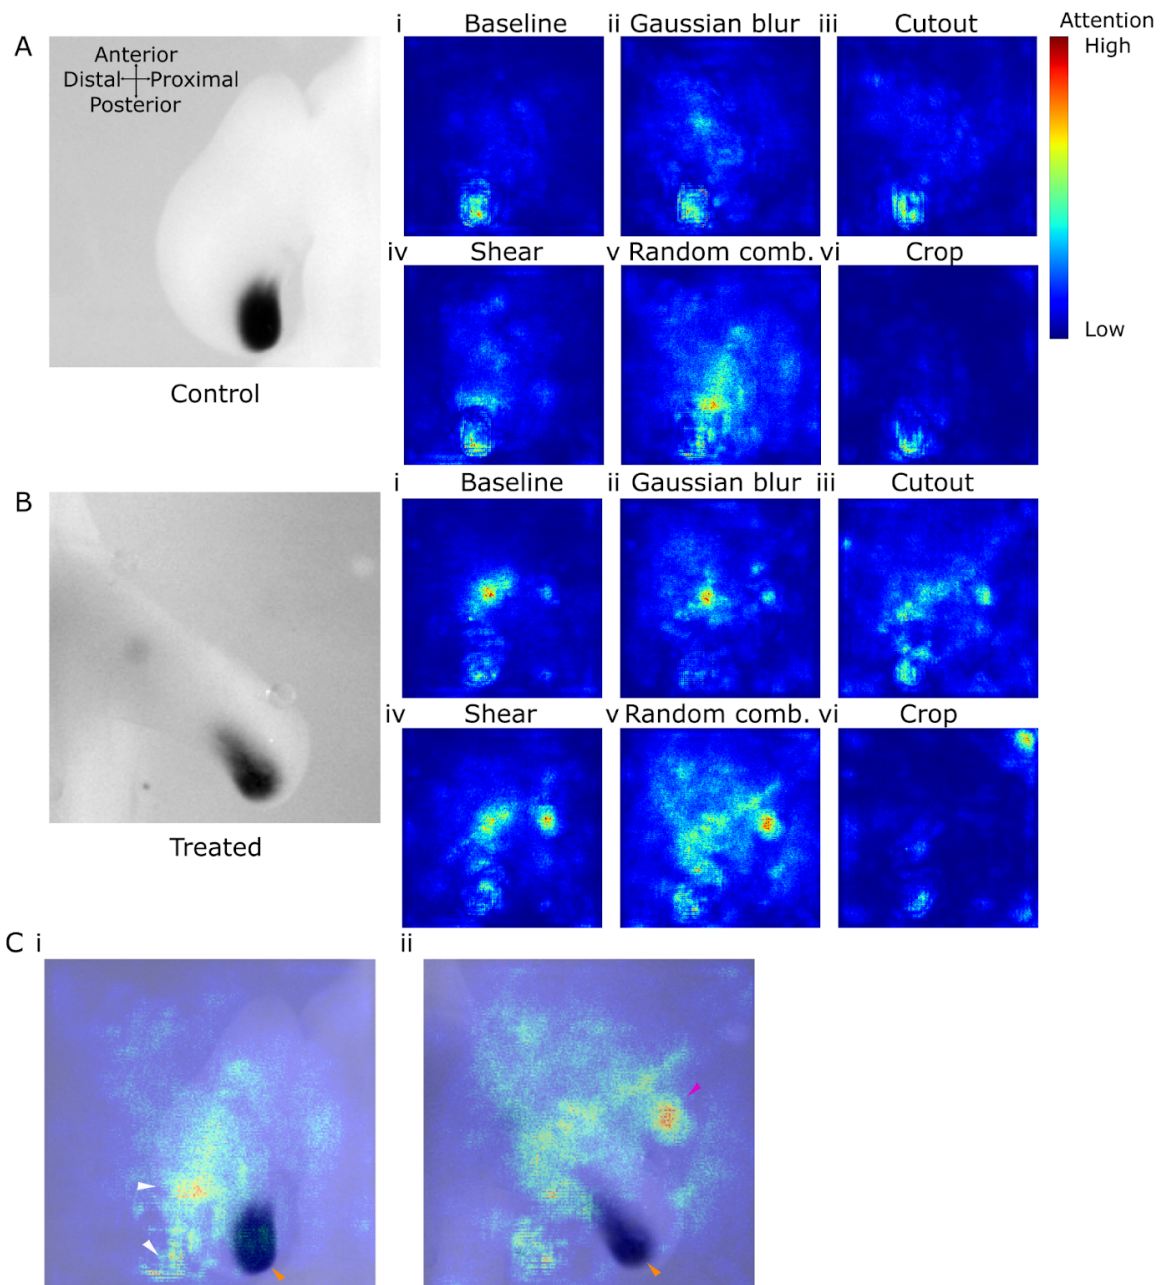 A
Anterior
Distal Proximal
Posterior
Control
i Baseline
ii Gaussian blur
iii Cutout
Attention
High
Low
iv Shear
v Random comb.
vi Crop
B
Treated
i Baseline
ii Gaussian blur
iii Cutout
iv Shear
v Random comb.
vi Crop
C i
ii